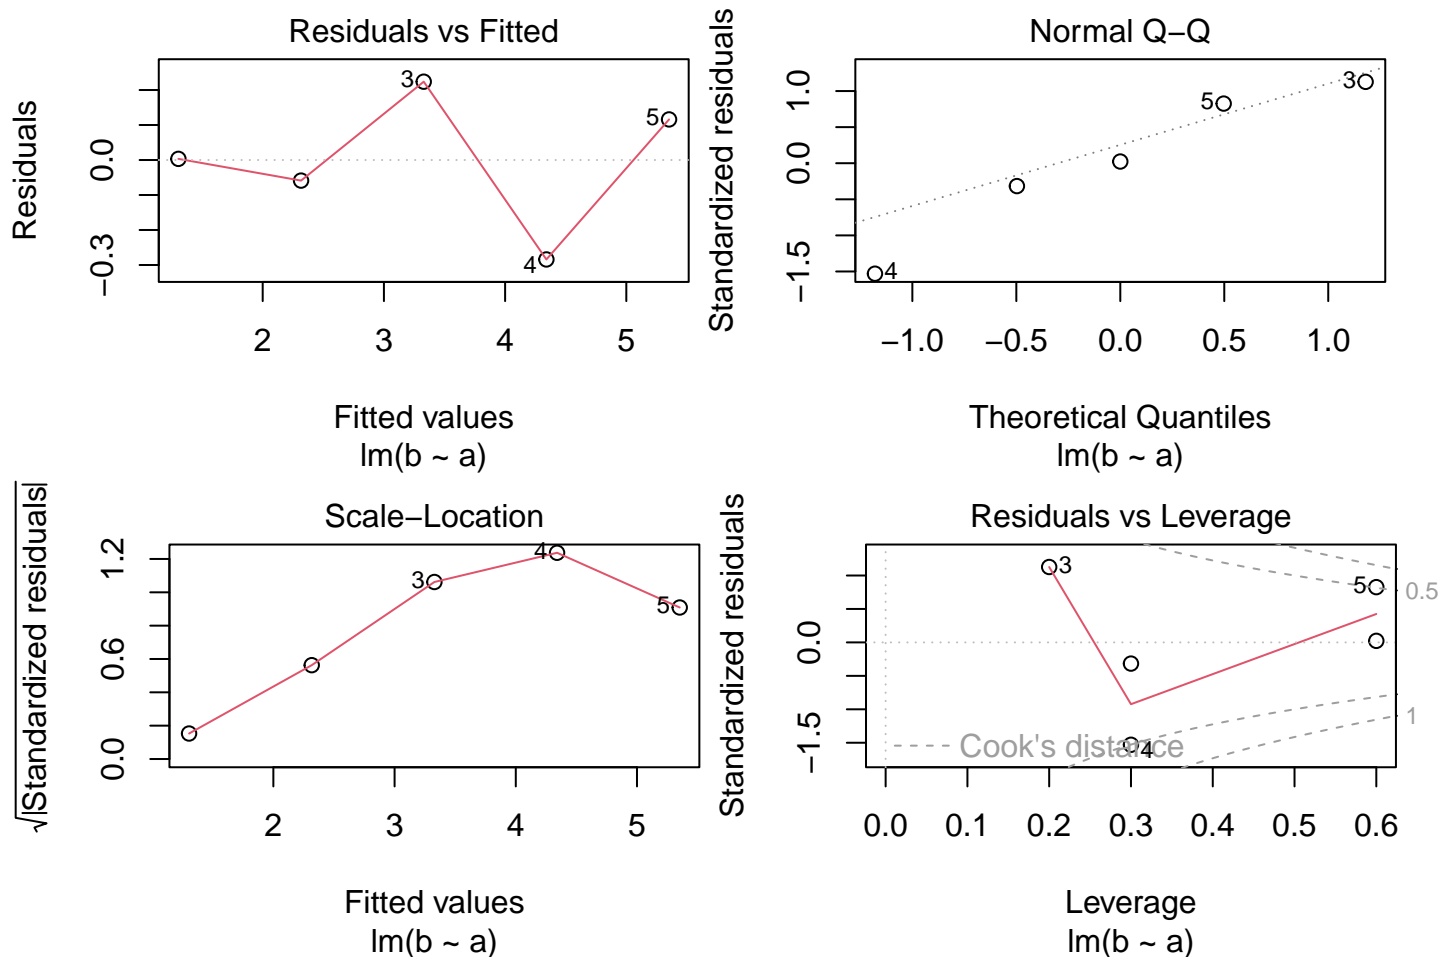 Residuals vs Fitted
Residuals
0.0
−0.3
3
4
5
2 3 4 5
Fitted values
lm(b ~ a)
Normal Q−Q
Standardized residuals
1.0
0.0
−1.5
4
5
3
−1.0 −0.5 0.0 0.5 1.0
Theoretical Quantiles
lm(b ~ a)
Scale−Location
√|Standardized residuals|
1.2
0.6
0.0
3
4
5
2 3 4 5
Fitted values
lm(b ~ a)
Residuals vs Leverage
Standardized residuals
0.0
−1.5
3
5
4
0.5
1
Cook's distance
0.0 0.1 0.2 0.3 0.4 0.5 0.6
Leverage
lm(b ~ a)